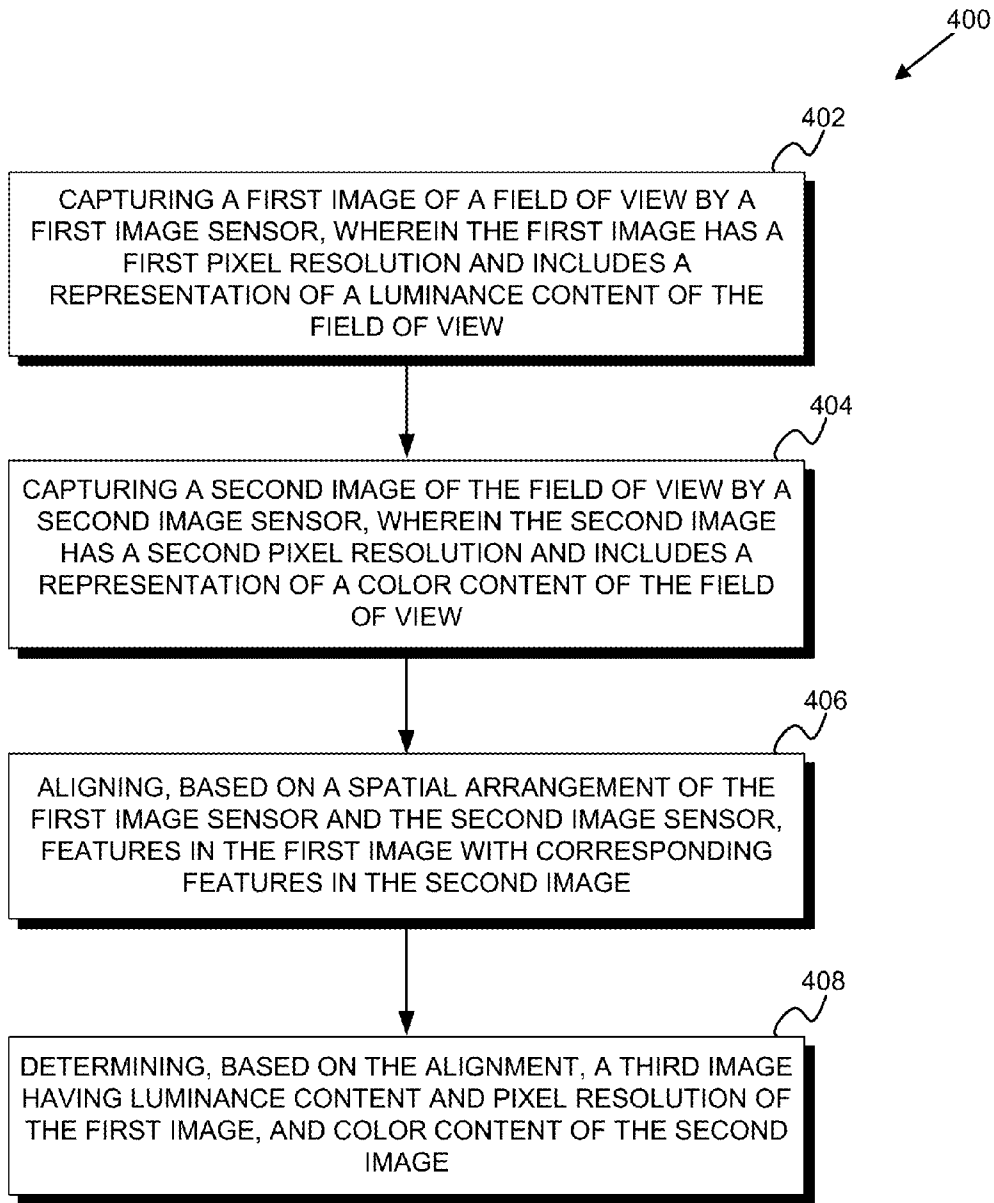 400
402
CAPTURING A FIRST IMAGE OF A FIELD OF VIEW BY A
FIRST IMAGE SENSOR, WHEREIN THE FIRST IMAGE HAS A
FIRST PIXEL RESOLUTION AND INCLUDES A
REPRESENTATION OF A LUMINANCE CONTENT OF THE
FIELD OF VIEW
404
CAPTURING A SECOND IMAGE OF THE FIELD OF VIEW BY A
SECOND IMAGE SENSOR, WHEREIN THE SECOND IMAGE
HAS A SECOND PIXEL RESOLUTION AND INCLUDES A
REPRESENTATION OF A COLOR CONTENT OF THE FIELD
OF VIEW
406
ALIGNING, BASED ON A SPATIAL ARRANGEMENT OF THE
FIRST IMAGE SENSOR AND THE SECOND IMAGE SENSOR,
FEATURES IN THE FIRST IMAGE WITH CORRESPONDING
FEATURES IN THE SECOND IMAGE
408
DETERMINING, BASED ON THE ALIGNMENT, A THIRD IMAGE
HAVING LUMINANCE CONTENT AND PIXEL RESOLUTION OF
THE FIRST IMAGE, AND COLOR CONTENT OF THE SECOND
IMAGE